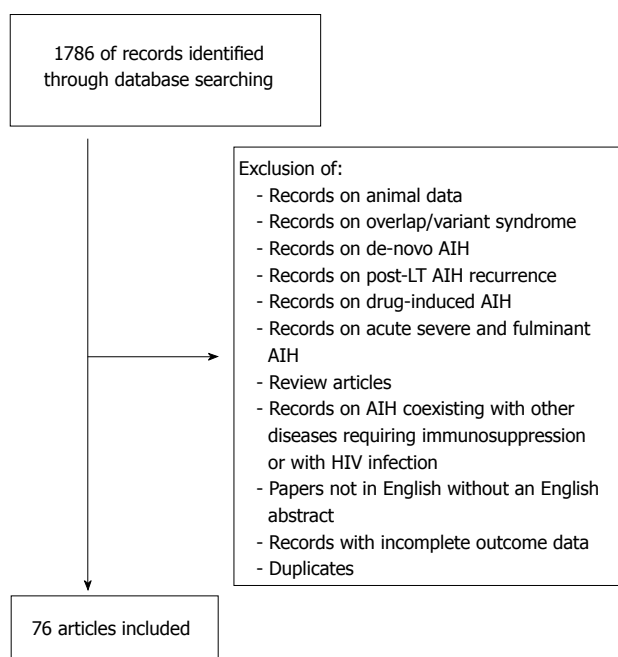 1786 of records identified
through database searching
Exclusion of:
- Records on animal data
- Records on overlap/variant syndrome
- Records on de-novo AIH
- Records on post-LT AIH recurrence
- Records on drug-induced AIH
- Records on acute severe and fulminant
AIH
- Review articles
- Records on AIH coexisting with other
diseases requiring immunosuppression
or with HIV infection
- Papers not in English without an English
abstract
- Records with incomplete outcome data
- Duplicates
76 articles included